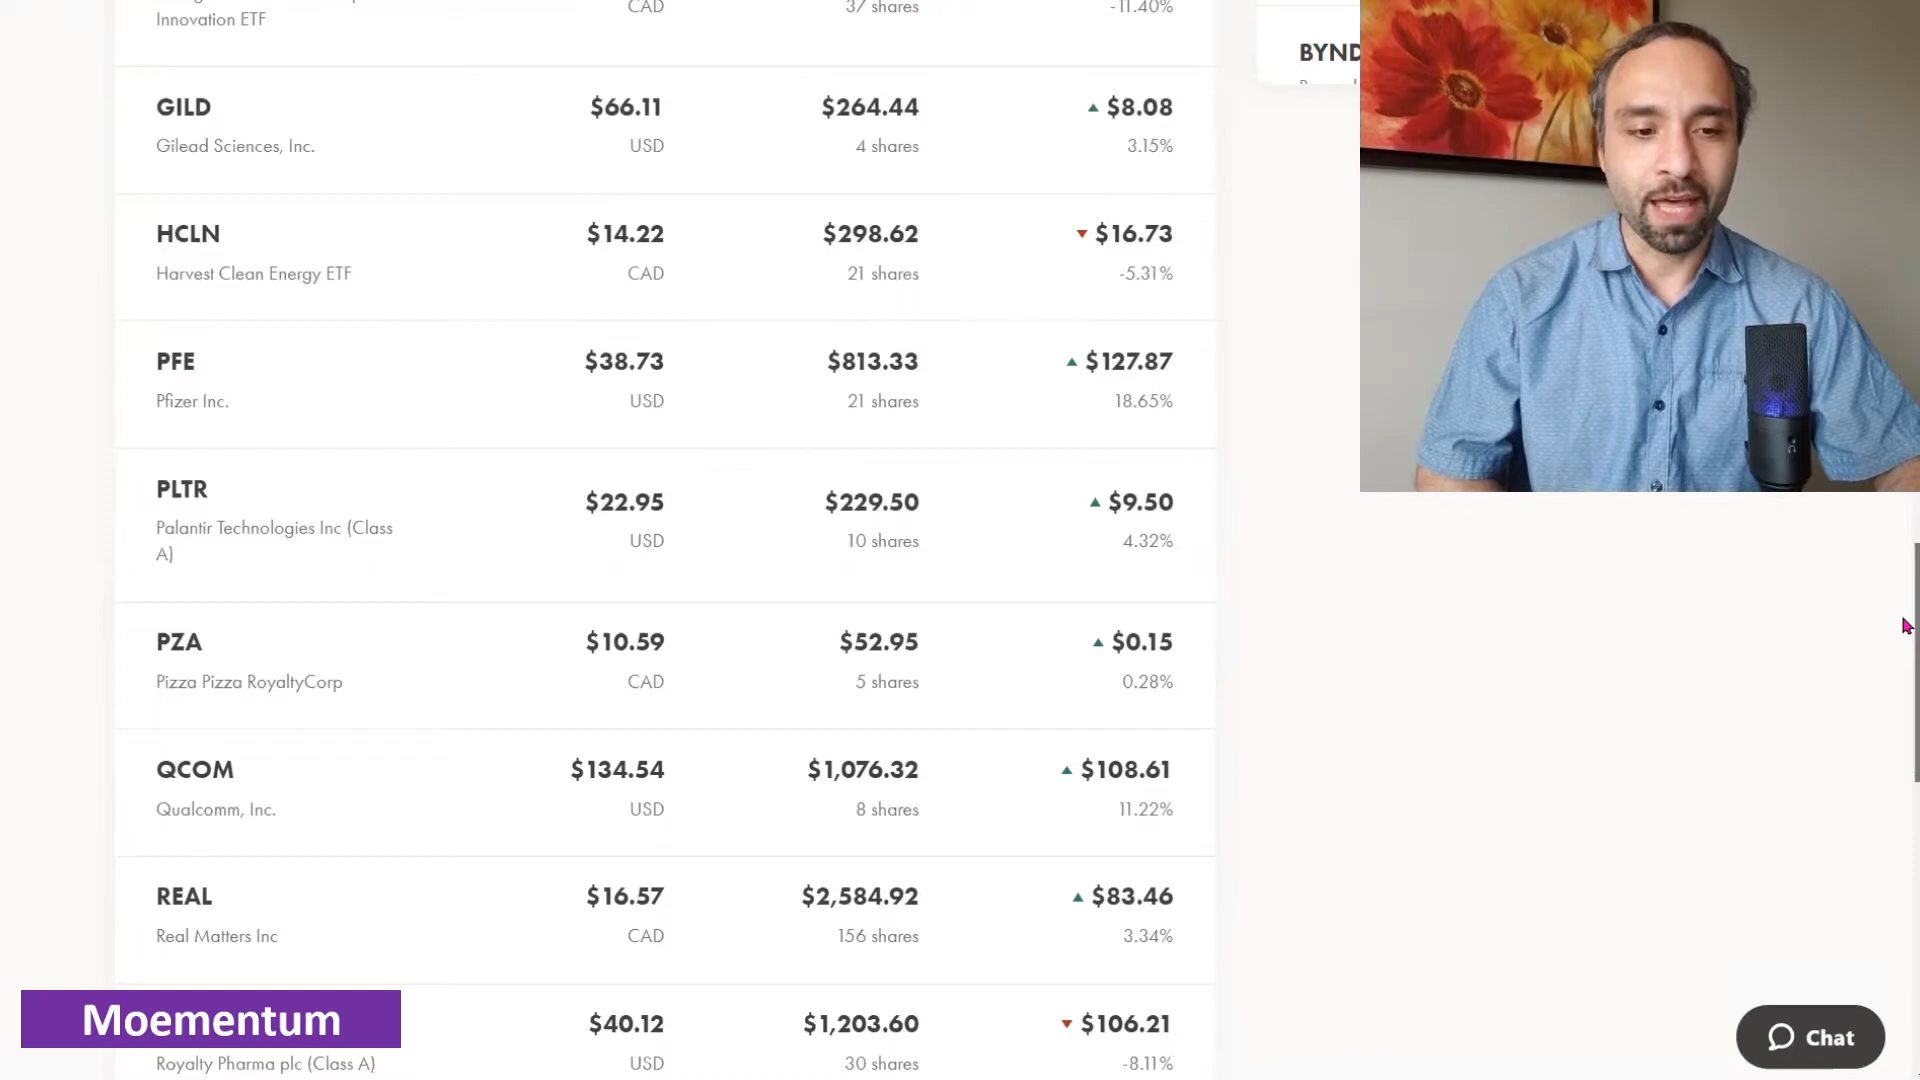 CAD 37 shares -11.40%
Innovation ETF
BYND
GILD $66.11 $264.44 $8.08
Gilead Sciences, Inc. USD 4 shares 3.15%
HCLN $14.22 $298.62 $16.73
Harvest Clean Energy ETF CAD 21 shares -5.31%
PFE $38.73 $813.33 $127.87
Pfizer Inc. USD 21 shares 18.65%
PLTR $22.95 $229.50 $9.50
Palantir Technologies Inc (Class USD 10 shares 4.32%
A)
PZA $10.59 $52.95 $0.15
Pizza Pizza RoyaltyCorp CAD 5 shares 0.28%
QCOM $134.54 $1,076.32 $108.61
Qualcomm, Inc. USD 8 shares 11.22%
REAL $16.57 $2,584.92 $83.46
Real Matters Inc CAD 156 shares 3.34%
Moementum $40.12 $1,203.60 $106.21
Royalty Pharma plc (Class A) USD 30 shares -8.11%
Chat